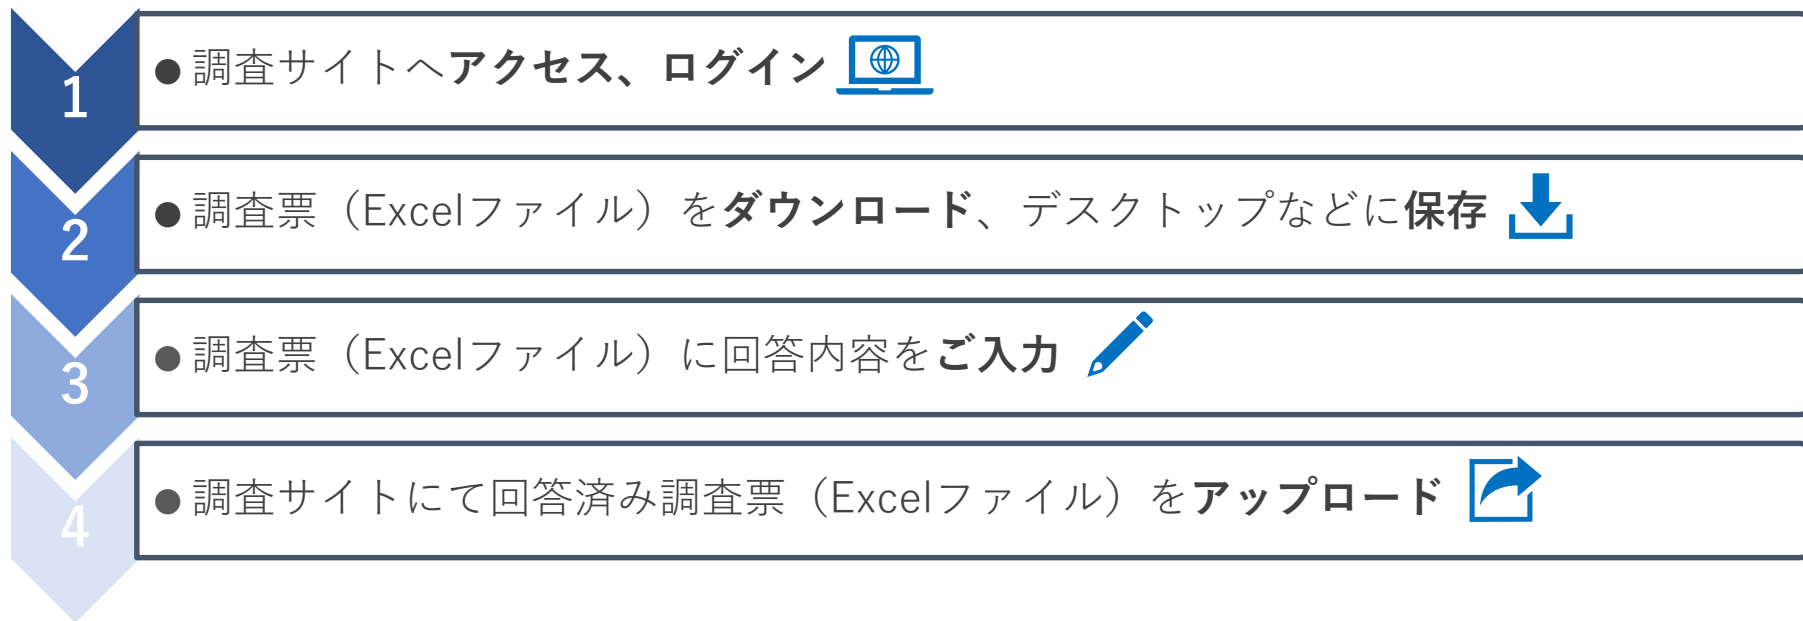 1
●調査サイトへアクセス、ログイン
2
●調査票（Excelファイル）をダウンロード、デスクトップなどに保存
3
●調査票（Excelファイル）に回答内容をご入力
4
●調査サイトにて回答済み調査票（Excelファイル）をアップロード